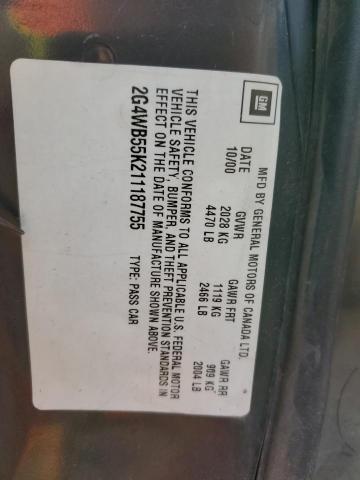 GM
MFD BY GENERAL MOTORS OF CANADA LTD.
DATE GVWR GAWR FRT GAWR RR
10/00 2028 KG 1119 KG 909 KG
4470 LB 2466 LB 2004 LB
THIS VEHICLE CONFORMS TO ALL APPLICABLE U.S. FEDERAL MOTOR
VEHICLE SAFETY, BUMPER, AND THEFT PREVENTION STANDARDS IN
EFFECT ON THE DATE OF MANUFACTURE SHOWN ABOVE.
2G4WB55K211187755 TYPE: PASS CAR